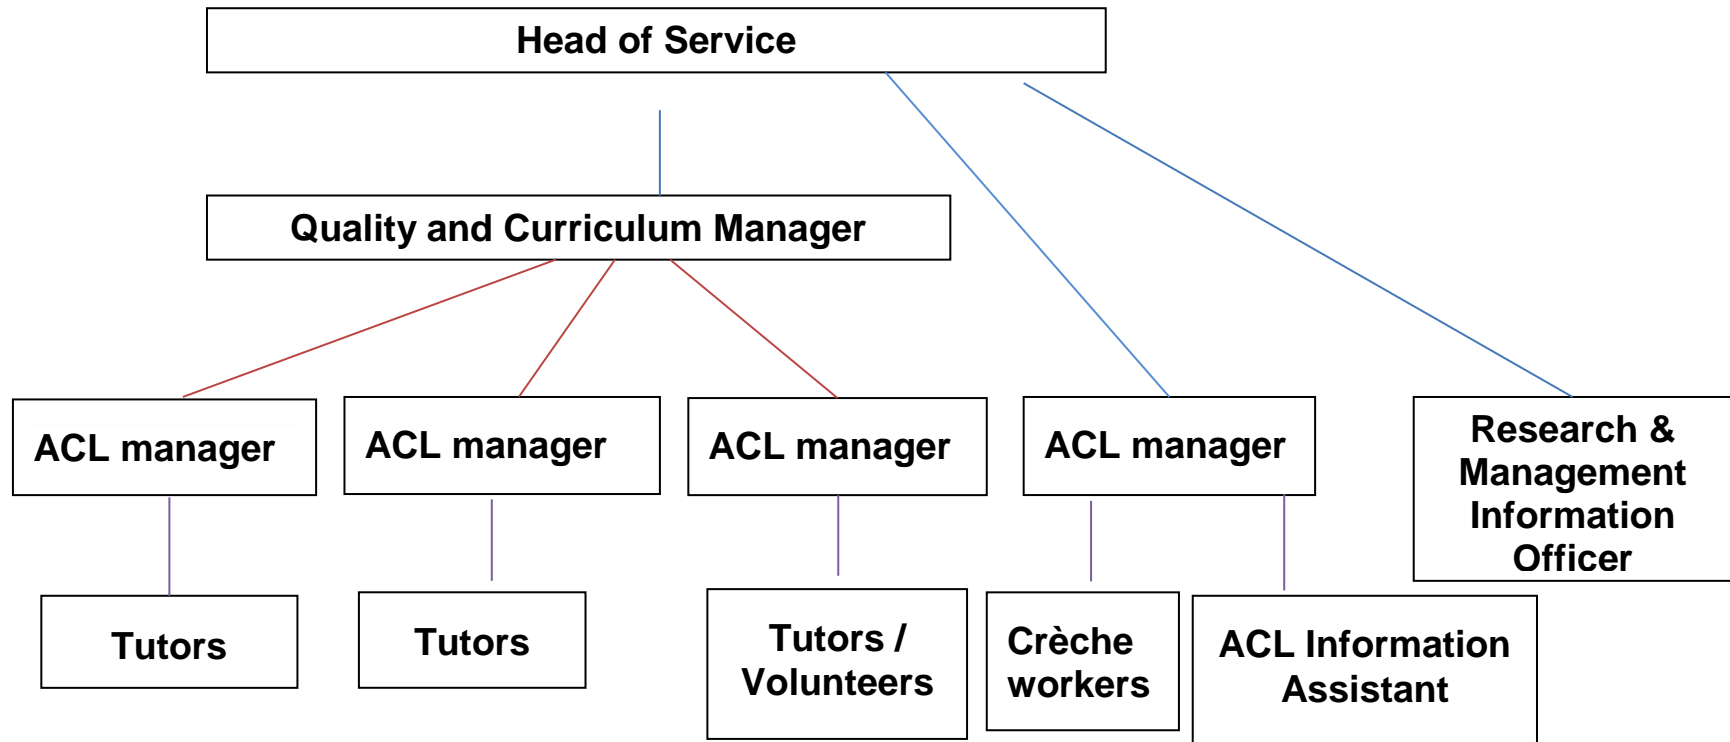 Head of Service
Quality and Curriculum Manager
ACL manager
ACL manager
ACL manager
ACL manager
Research &
Management
Information
Officer
Tutors
Tutors
Tutors /
Volunteers
Crèche
workers
ACL Information
Assistant